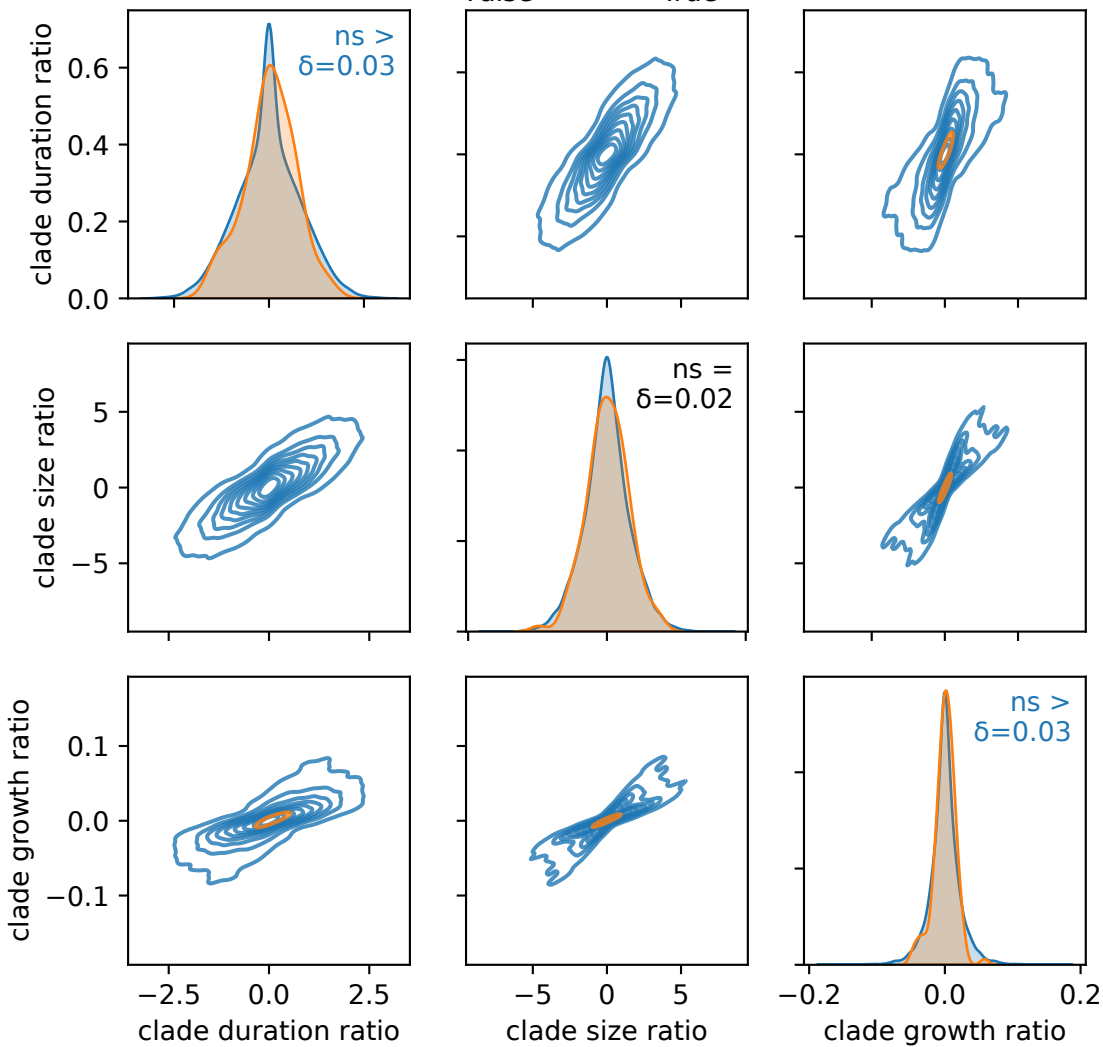 clade duration ratio
0.6
0.4
0.2
0.0
ns >
δ=0.03
clade size ratio
5
0
−5
ns =
δ=0.02
clade growth ratio
0.1
0.0
−0.1
ns >
δ=0.03
−2.5 0.0 2.5
−5 0 5
−0.2 0.0 0.2
clade duration ratio
clade size ratio
clade growth ratio